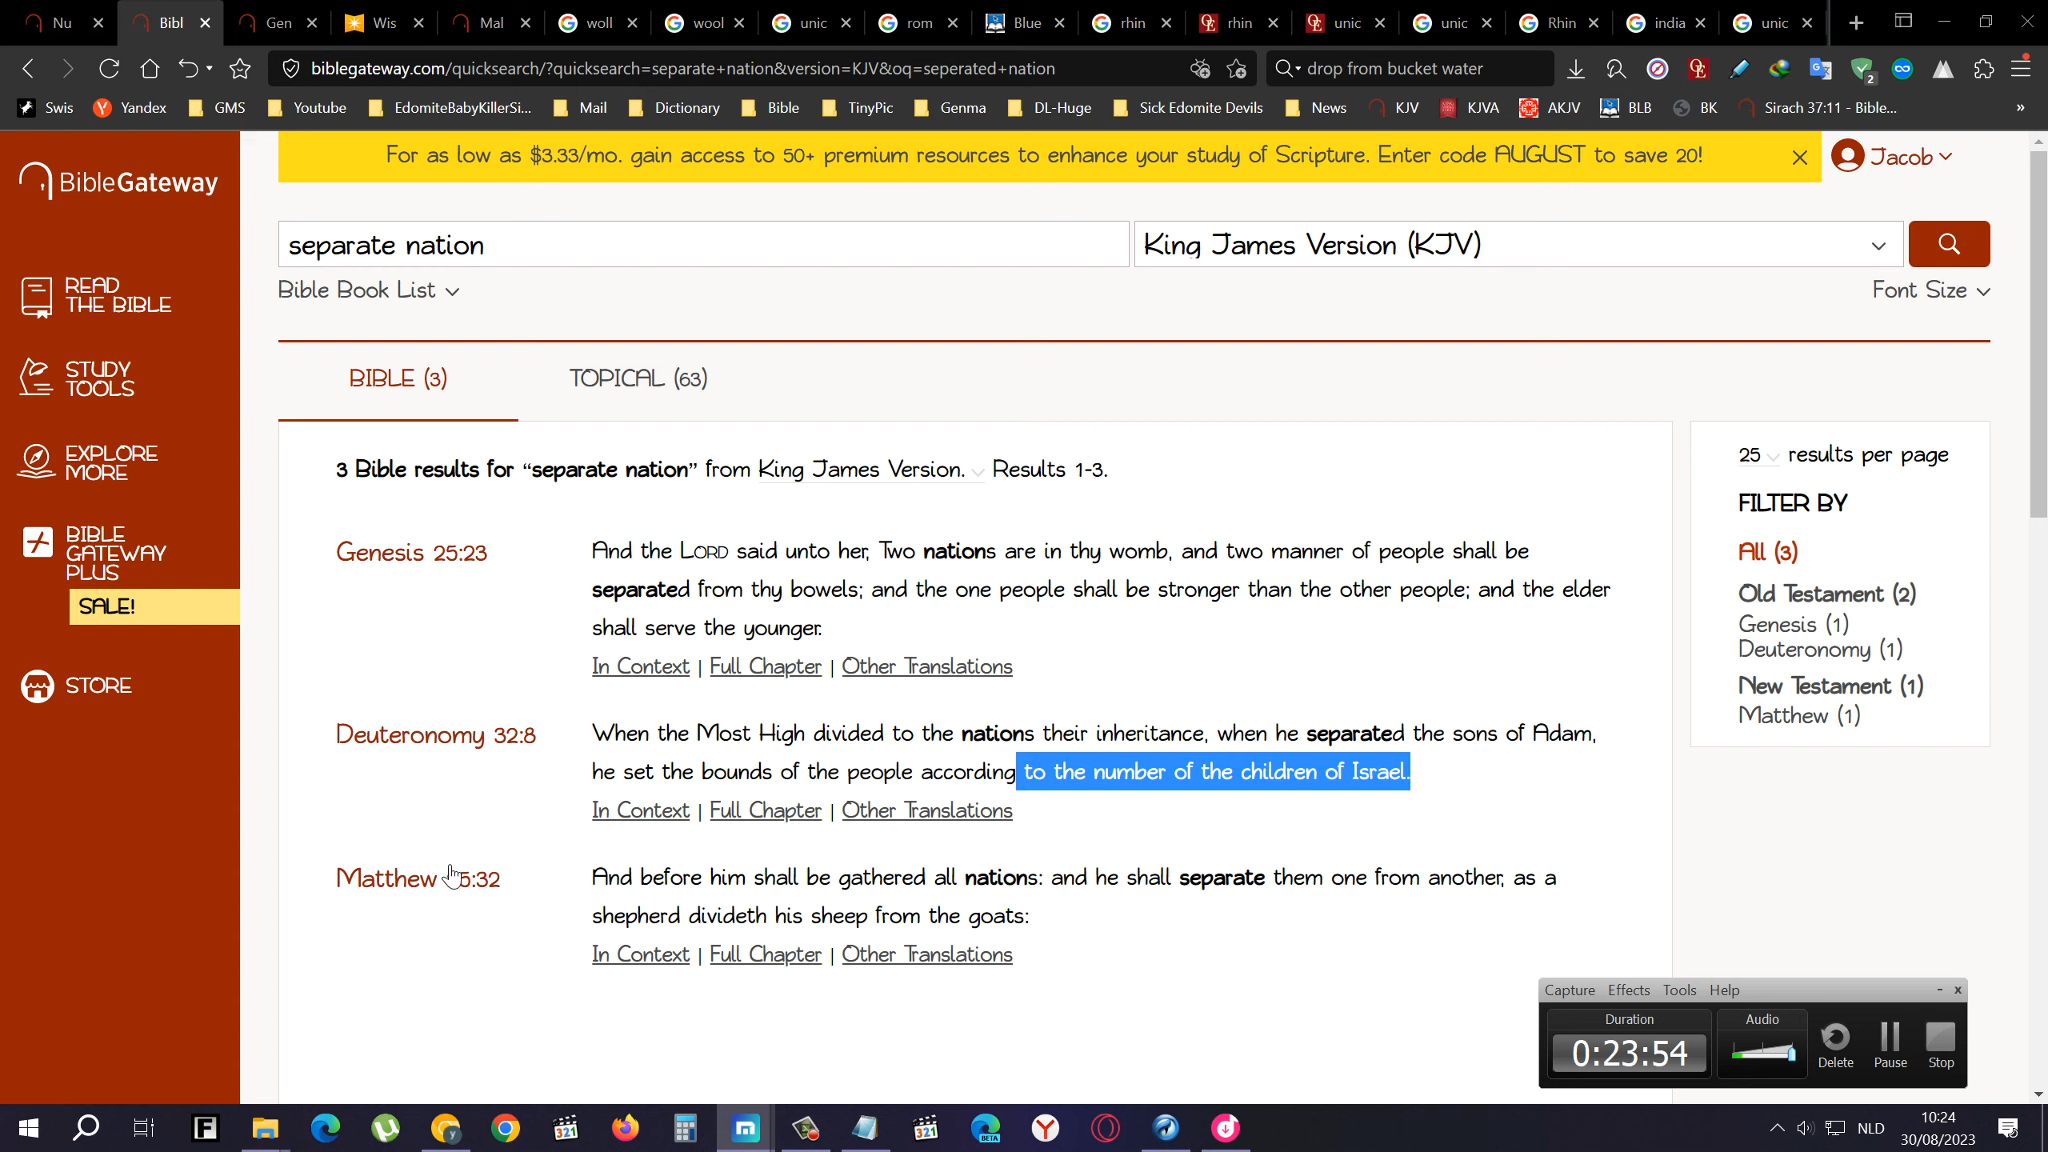 Nu
Bibl
Gen
Wis
Mal
woll
wool
unic
rom
Blue
rhin
rhin
unic
unic
Rhin
india
unic
biblegateway.com/quicksearch/?quicksearch=separate+nation&version=KJV&oq=seperated+nation
drop from bucket water
Swis
Yandex
GMS
Youtube
EdomiteBabyKillerSi...
Mail
Dictionary
Bible
TinyPic
Genma
DL-Huge
Sick Edomite Devils
News
KJV
KJVA
AKJV
BLB
BK
Sirach 37:11 - Bible...
For as low as $3.33/mo. gain access to 50+ premium resources to enhance your study of Scripture. Enter code AUGUST to save 20!
Jacob
BibleGateway
separate nation
King James Version (KJV)
Bible Book List
Font Size
READ
THE BIBLE
STUDY
TOOLS
EXPLORE
MORE
BIBLE
GATEWAY
PLUS
SALE!
STORE
BIBLE (3)
TOPICAL (63)
3 Bible results for “separate nation” from King James Version. Results 1-3.
25 results per page
FILTER BY
All (3)
Old Testament (2)
Genesis (1)
Deuteronomy (1)
New Testament (1)
Matthew (1)
Genesis 25:23
And the LORD said unto her, Two nations are in thy womb, and two manner of people shall be
separated from thy bowels; and the one people shall be stronger than the other people; and the elder
shall serve the younger.
In Context | Full Chapter | Other Translations
Deuteronomy 32:8
When the Most High divided to the nations their inheritance, when he separated the sons of Adam,
he set the bounds of the people according to the number of the children of Israel.
In Context | Full Chapter | Other Translations
Matthew 5:32
And before him shall be gathered all nations: and he shall separate them one from another, as a
shepherd divideth his sheep from the goats:
In Context | Full Chapter | Other Translations
Capture Effects Tools Help
Duration
Audio
0:23:54
Delete
Pause
Stop
2
321
321
BETA
NLD
10:24
30/08/2023